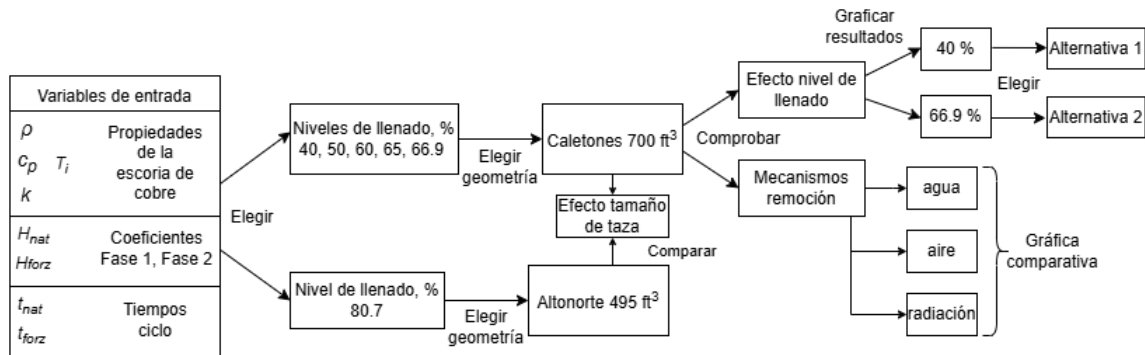 Variables de entrada
ρ
c_p T_i
k
Propiedades
de la
escoria de
cobre
H_nat
H_forz
Coeficientes
Fase 1, Fase 2
t_nat
t_forz
Tiempos
ciclo
Elegir
Niveles de llenado, %
40, 50, 60, 65, 66.9
Nivel de llenado, %
80.7
Elegir
geometría
Elegir
geometría
Caletones 700 ft³
Efecto tamaño
de taza
Comparar
Altonorte 495 ft³
Comprobar
Efecto nivel de
llenado
Mecanismos
remoción
Graficar
resultados
40 %
66.9 %
Elegir
Alternativa 1
Alternativa 2
agua
aire
radiación
Gráfica
comparativa